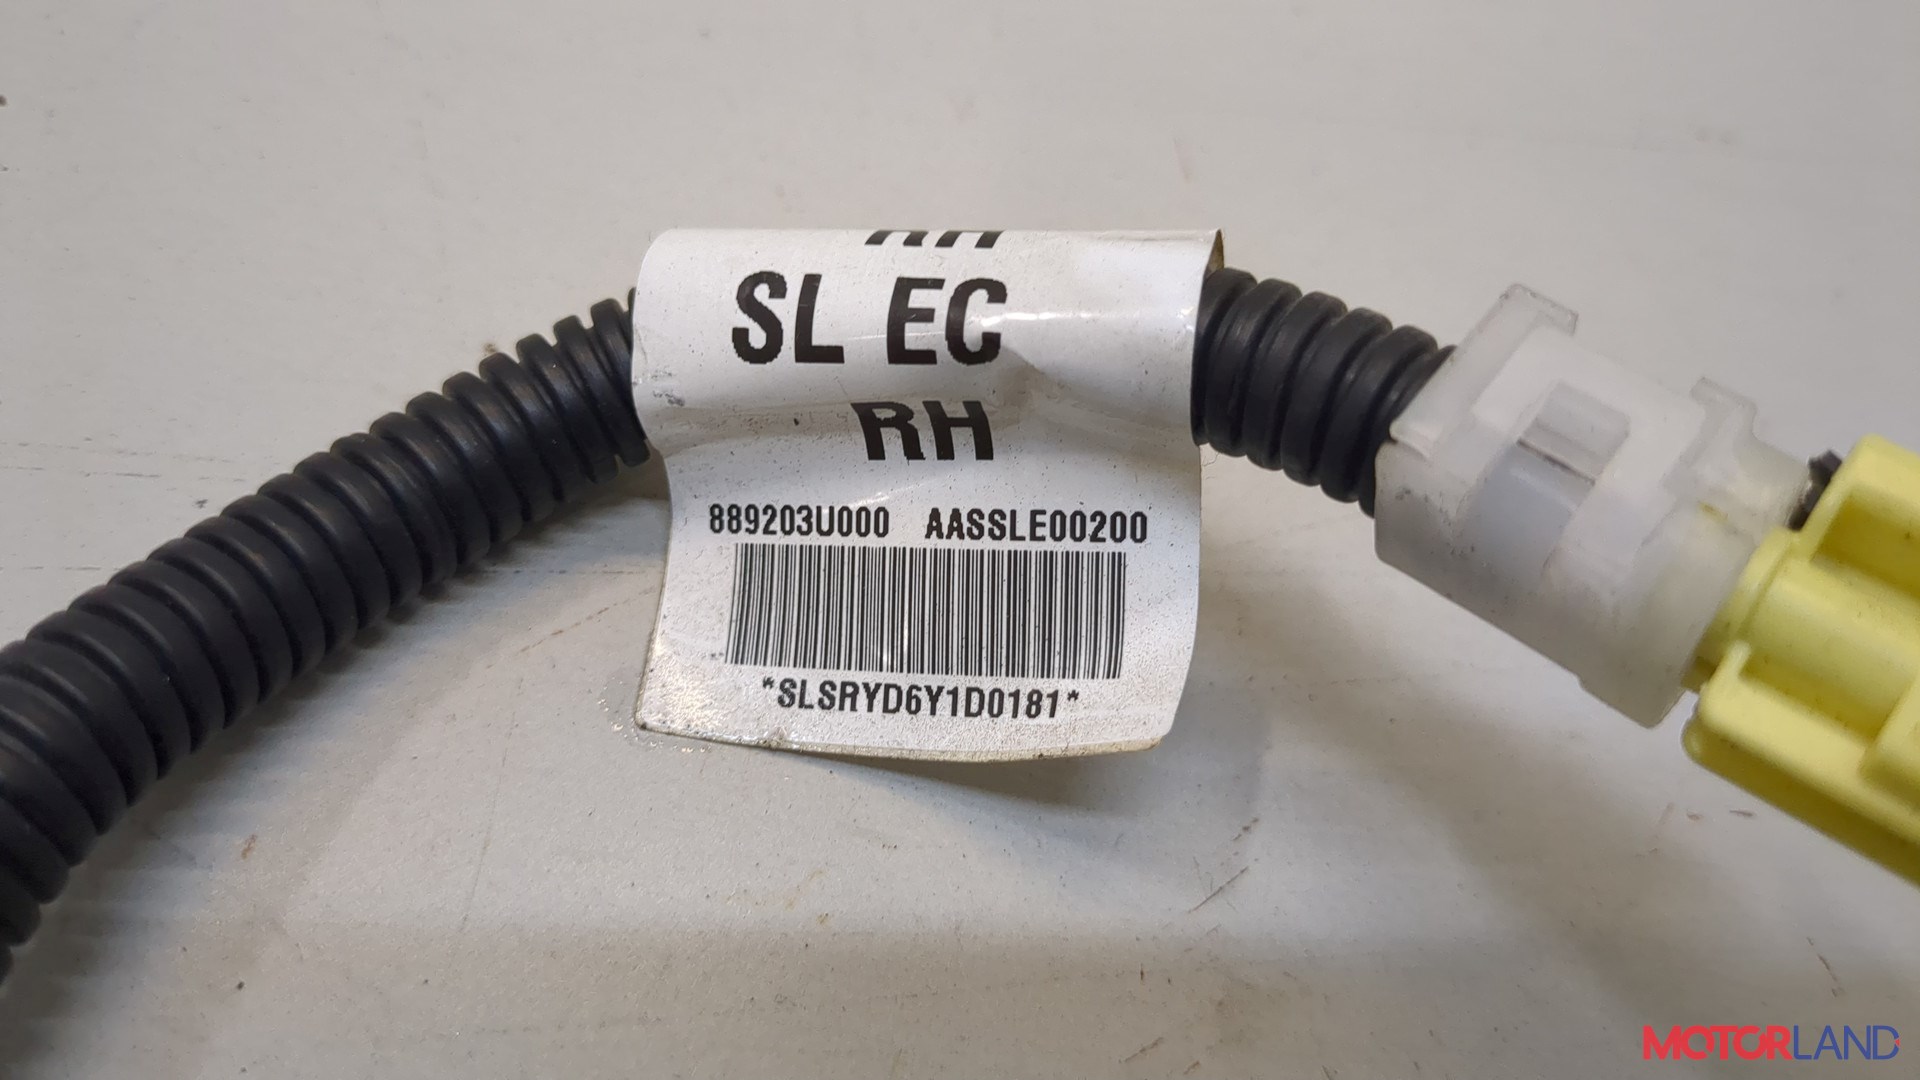 SL EC
RH
889203U000 AASSLE00200
*SLSRYD6Y1D0181*
MOTORLAND